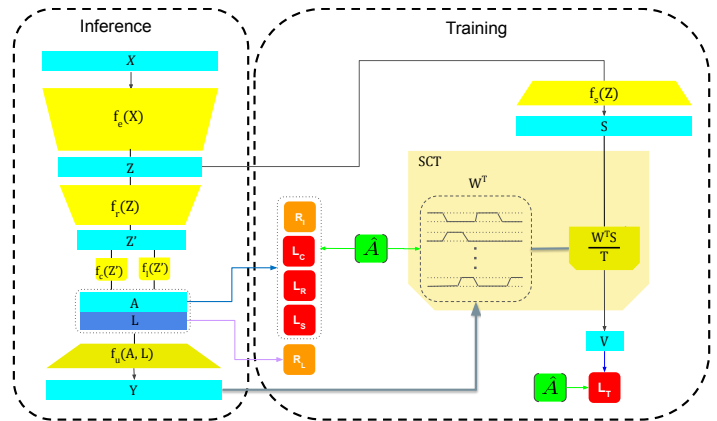 Inference
Training
X
f_e(X)
Z
f_r(Z)
Z'
f_c(Z')
f_l(Z')
A
L
f_u(A, L)
Y
R_I
L_C
L_R
L_S
R_L
Â
SCT
W^T
f_s(Z)
S
W^TS
T
V
Â
L_T